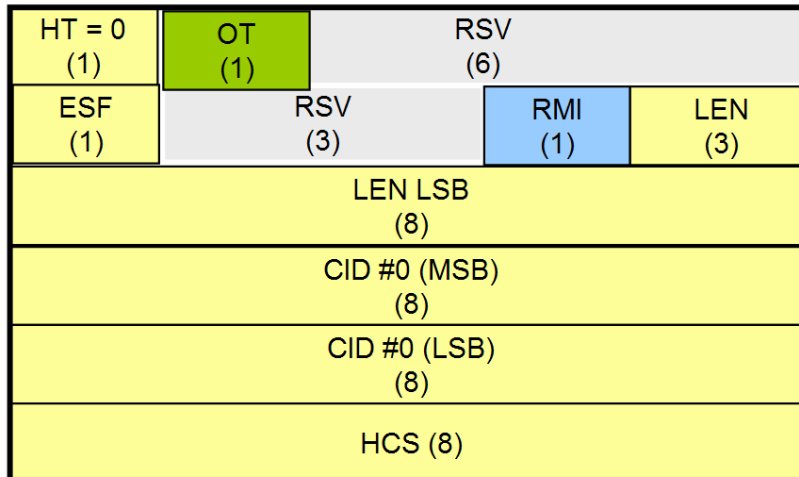 HT = 0 OT RSV
(1) (1) (6)
ESF RSV RMI LEN
(1) (3) (1) (3)
LEN LSB
(8)
CID #0 (MSB)
(8)
CID #0 (LSB)
(8)
HCS (8)